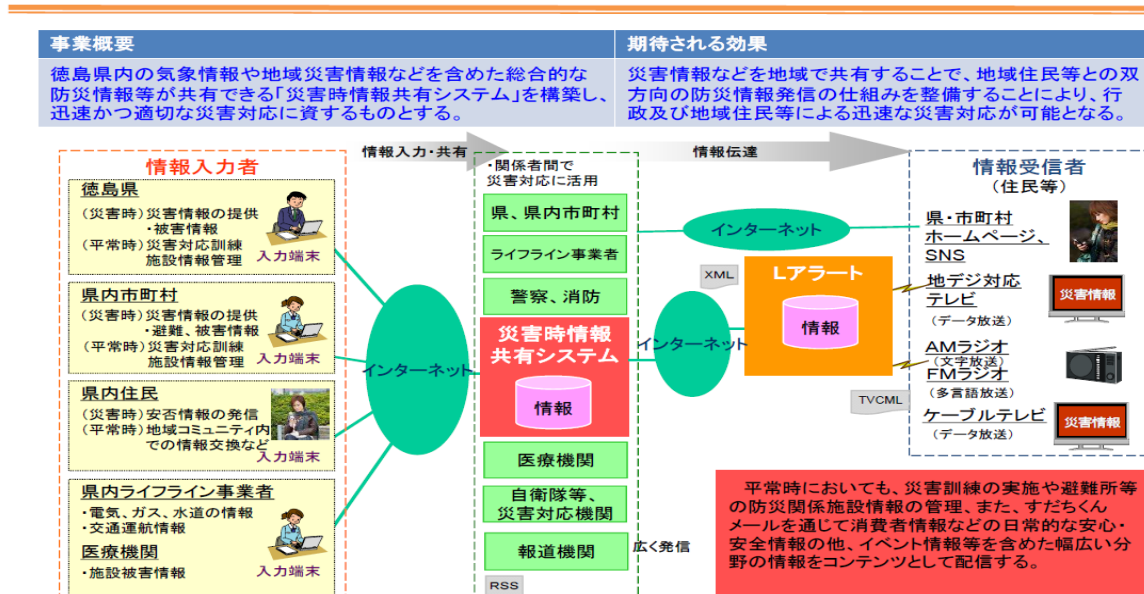 事業概要
徳島県内の気象情報や地域災害情報などを含めた総合的な
防災情報等が共有できる「災害時情報共有システム」を構築し、
迅速かつ適切な災害対応に資するものとする。
期待される効果
災害情報などを地域で共有することで、地域住民等との双
方向の防災情報発信の仕組みを整備することにより、行
政及び地域住民等による迅速な災害対応が可能となる。
情報入力者
徳島県
(災害時)災害情報の提供
・被害情報
(平常時)災害対応訓練
施設情報管理
入力端末
県内市町村
(災害時)災害情報の提供
・避難、被害情報
(平常時)災害対応訓練
施設情報管理
入力端末
県内住民
(災害時)安否情報の発信
(平常時)地域コミュニティ内
での情報交換など
入力端末
県内ライフライン事業者
・電気、ガス、水道の情報
・交通運航情報
医療機関
・施設被害情報
入力端末
情報入力・共有
インターネット
・関係者間で
災害対応に活用
県、県内市町村
ライフライン事業者
警察、消防
災害時情報
共有システム
情報
医療機関
自衛隊等、
災害対応機関
報道機関
RSS
広く発信
情報伝達
インターネット
インターネット
XML
Lアラート
情報
TVCML
情報受信者
(住民等)
県・市町村
ホームページ、
SNS
地デジ対応
テレビ
(データ放送)
災害情報
AMラジオ
(文字放送)
FMラジオ
(多言語放送)
ケーブルテレビ
(データ放送)
災害情報
平常時においても、災害訓練の実施や避難所等
の防災関係施設情報の管理、また、すだちくん
メールを通じて消費者情報などの日常的な安心・
安全情報の他、イベント情報等を含めた幅広い分
野の情報をコンテンツとして配信する。